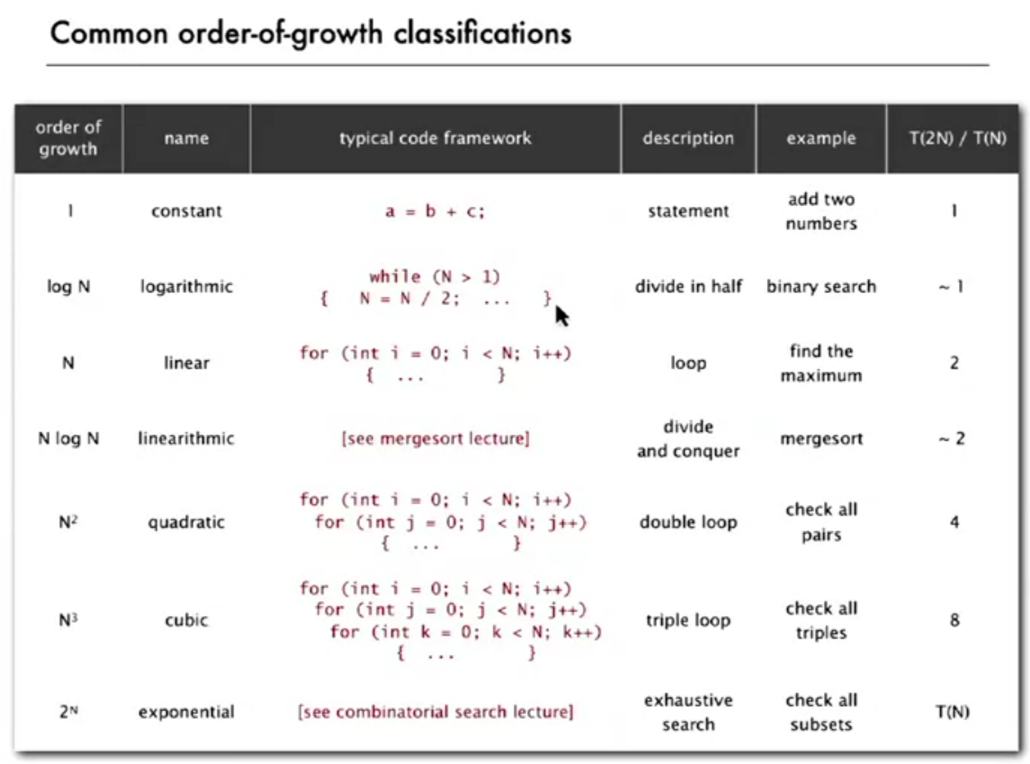 Common order-of-growth classifications
order of growth name typical code framework description example T(2N) / T(N)
1 constant a = b + c; statement add two numbers 1
log N logarithmic while (N > 1) { N = N / 2; ... } divide in half binary search ~ 1
N linear for (int i = 0; i < N; i++) { ... } loop find the maximum 2
N log N linearithmic [see mergesort lecture] divide and conquer mergesort ~ 2
N² quadratic for (int i = 0; i < N; i++) for (int j = 0; j < N; j++) { ... } double loop check all pairs 4
N³ cubic for (int i = 0; i < N; i++) for (int j = 0; j < N; j++) for (int k = 0; k < N; k++) { ... } triple loop check all triples 8
2ᴺ exponential [see combinatorial search lecture] exhaustive search check all subsets T(N)